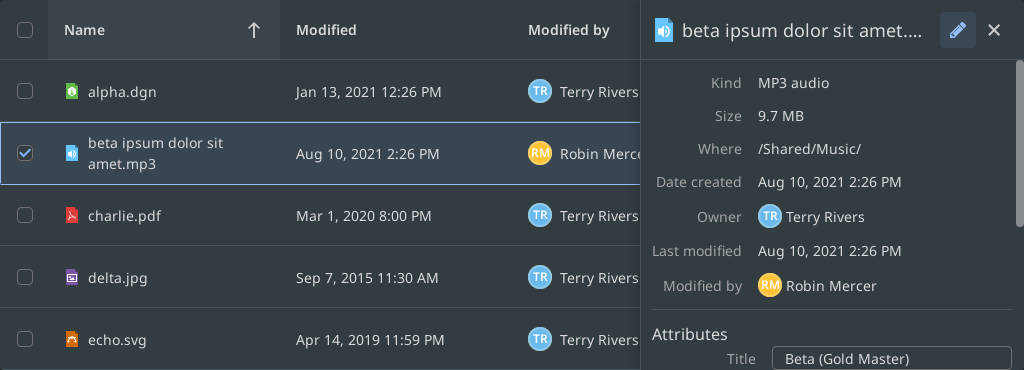 Name Modified Modified by
alpha.dgn Jan 13, 2021 12:26 PM TR Terry Rivers
beta ipsum dolor sit
amet.mp3 Aug 10, 2021 2:26 PM RM Robin Merce
charlie.pdf Mar 1, 2020 8:00 PM TR Terry Rivers
delta.jpg Sep 7, 2015 11:30 AM TR Terry Rivers
echo.svg Apr 14, 2019 11:59 PM TR Terry Rivers
beta ipsum dolor sit amet....
Kind MP3 audio
Size 9.7 MB
Where /Shared/Music/
Date created Aug 10, 2021 2:26 PM
Owner TR Terry Rivers
Last modified Aug 10, 2021 2:26 PM
Modified by RM Robin Mercer
Attributes
Title Beta (Gold Master)